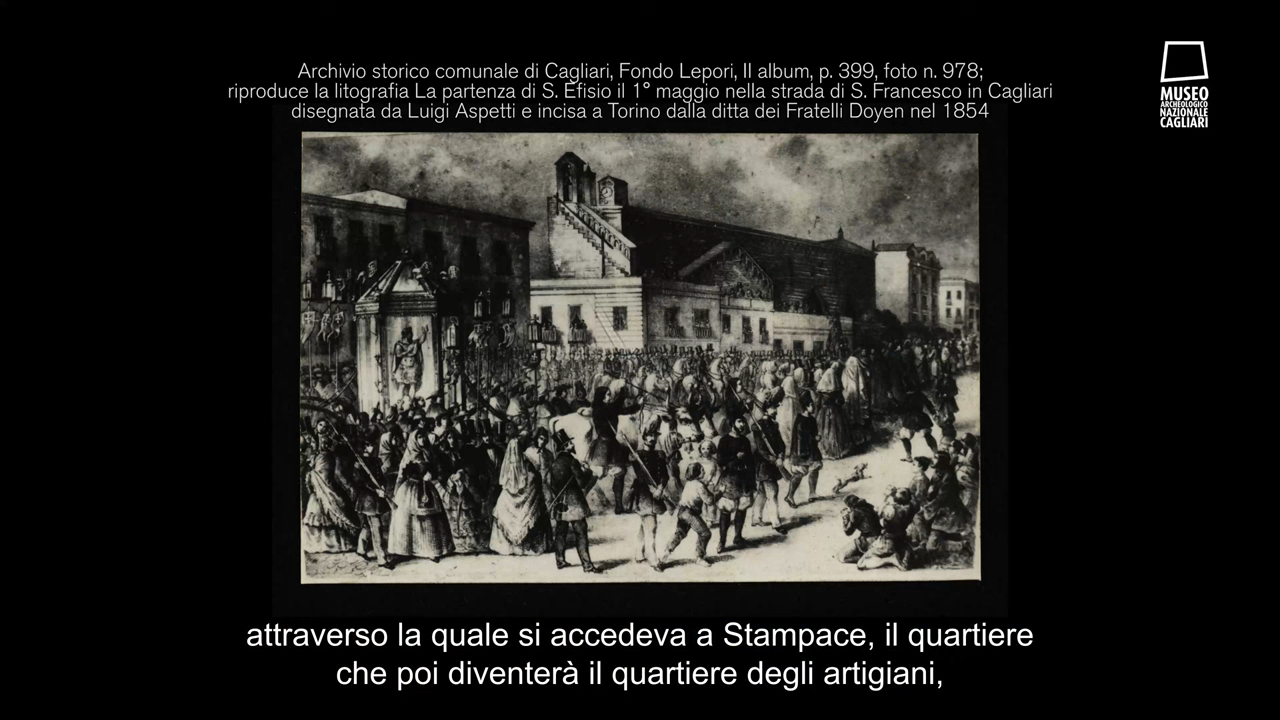 Archivio storico comunale di Cagliari, Fondo Lepori, II album, p. 399, foto n. 978;
riproduce la litografia La partenza di S. Efisio il 1° maggio nella strada di S. Francesco in Cagliari
disegnata da Luigi Aspetti e incisa a Torino dalla ditta dei Fratelli Doyen nel 1854
MUSEO
ARCHEOLOGICO
NAZIONALE
CAGLIARI
attraverso la quale si accedeva a Stampace, il quartiere
che poi diventerà il quartiere degli artigiani,